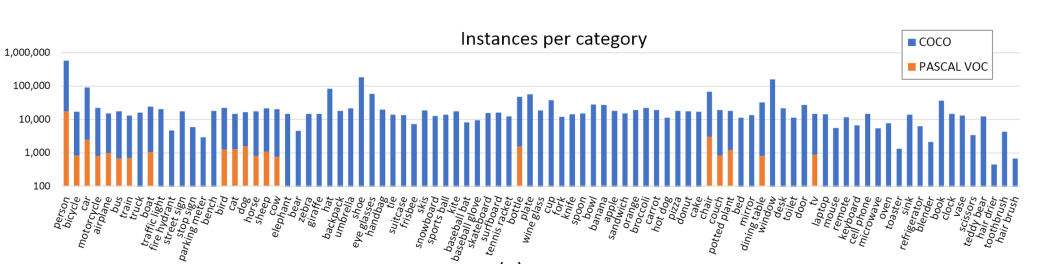 Instances per category
COCO
PASCAL VOC
1,000,000
100,000
10,000
1,000
100
person
bicycle
car
motorcycle
airplane
bus
train
truck
boat
traffic light
fire hydrant
street sign
stop sign
parking meter
bench
bird
cat
dog
horse
sheep
cow
elephant
bear
zebra
giraffe
hat
backpack
umbrella
shoe
eye glasses
handbag
tie
suitcase
frisbee
skis
snowboard
sports ball
kite
baseball bat
baseball glove
skateboard
surfboard
tennis racket
bottle
plate
wine glass
cup
fork
knife
spoon
bowl
banana
apple
sandwich
orange
broccoli
carrot
hot dog
pizza
donut
cake
chair
couch
potted plant
bed
mirror
dining table
window
desk
toilet
door
tv
laptop
mouse
remote
keyboard
cell phone
microwave
oven
toaster
sink
refrigerator
blender
book
clock
vase
scissors
teddy bear
hair drier
toothbrush
hair brush